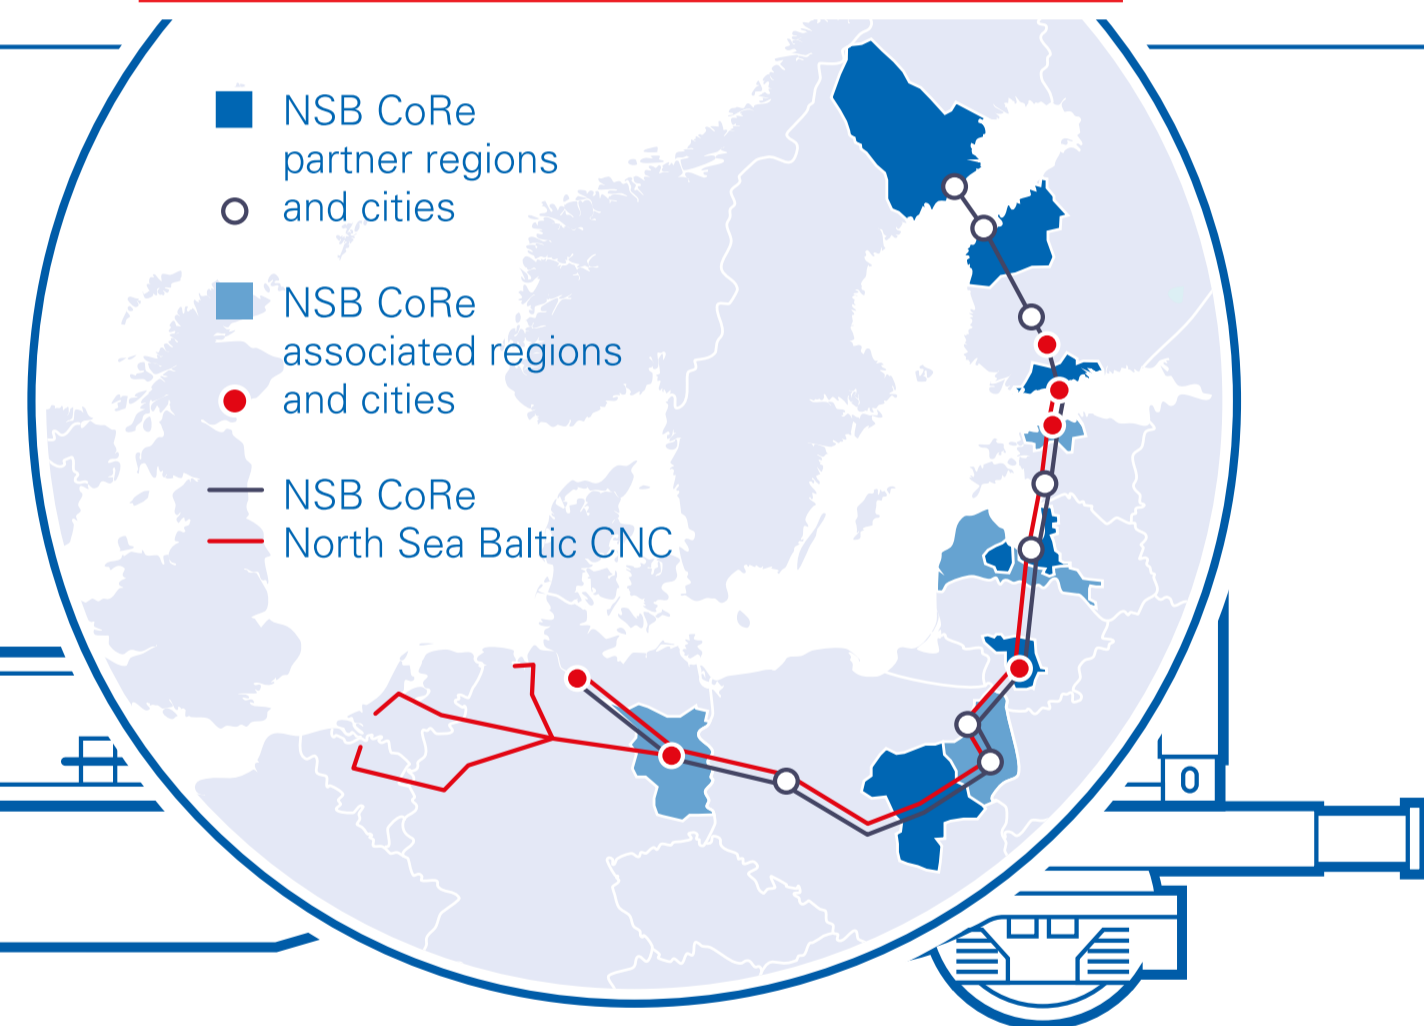 NSB CoRe
partner regions
and cities
NSB CoRe
associated regions
and cities
NSB CoRe
North Sea Baltic CNC
0